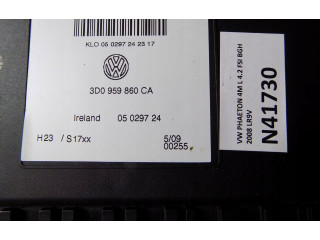 KLO 05 0297 24 23 17
3D0 959 860 CA
Ireland 05 0297 24
H23 / S17xx 5/09
00255
VW PHAETON 4M L 4.2 FSI BGH
2008 LR9V
N41730